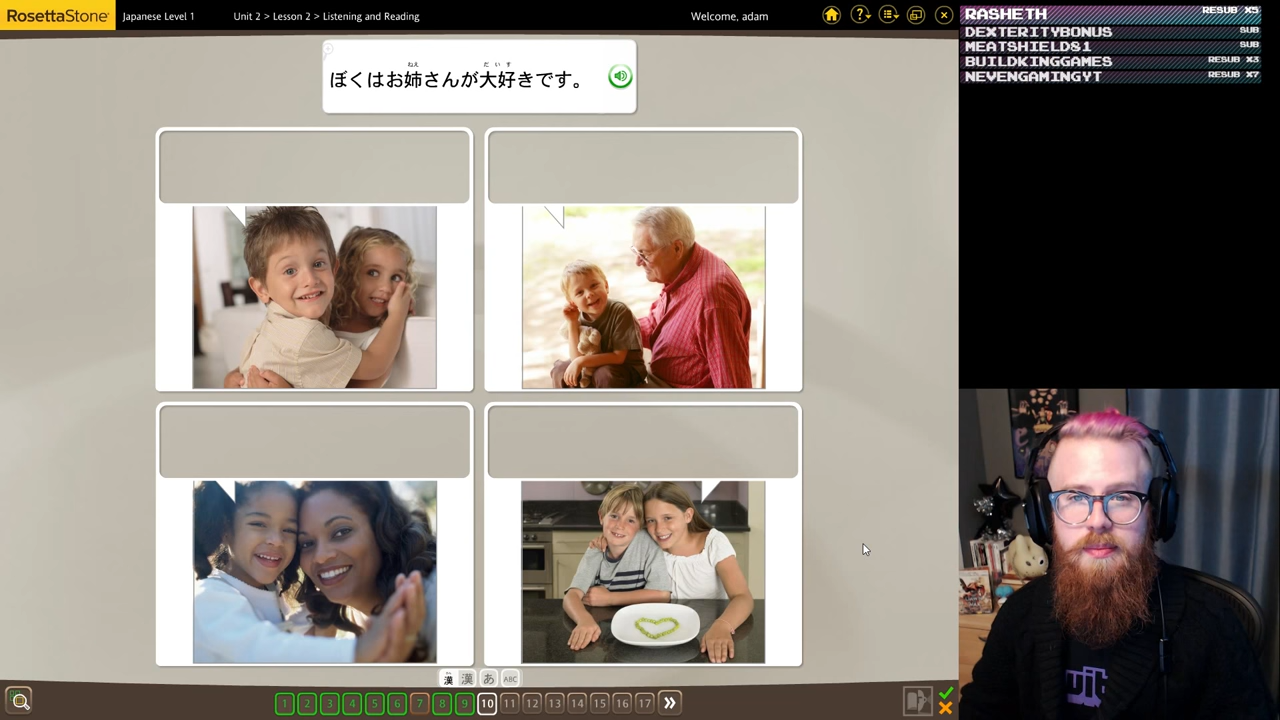 RosettaStone
Japanese Level 1
Unit 2 > Lesson 2 > Listening and Reading
Welcome, adam
RASHETH RESUB X5
DEXTERITYBONUS SUB
MEATSHIELD81 SUB
BUILDKINGGAMES RESUB X3
NEVENGAMINGYT RESUB X7
ねえ だいす
ぼくはお姉さんが大好きです。
漢 漢 あ ABC
1 2 3 4 5 6 7 8 9 10 11 12 13 14 15 16 17